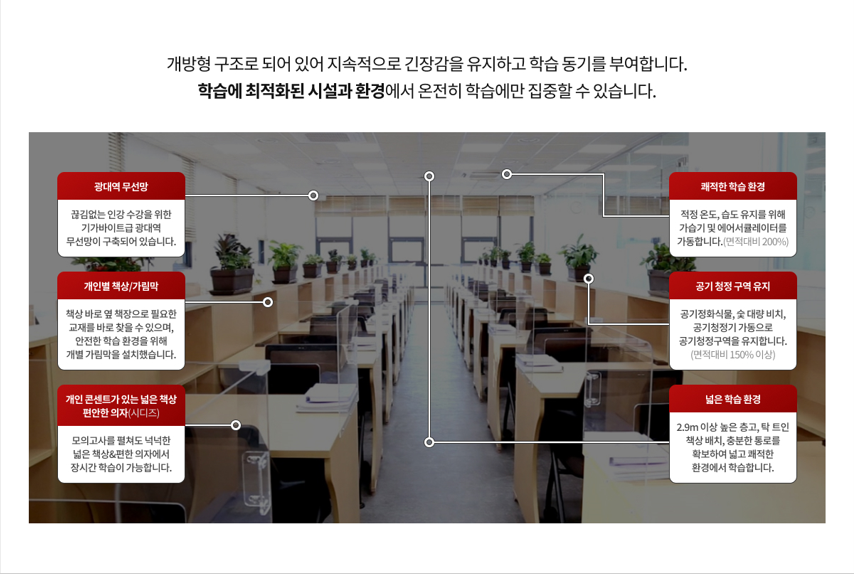 개방형 구조로 되어 있어 지속적으로 긴장감을 유지하고 학습 동기를 부여합니다.
학습에 최적화된 시설과 환경에서 온전히 학습에만 집중할 수 있습니다.
광대역 무선망
끊김없는 인강 수강을 위한
기가바이트급 광대역
무선망이 구축되어 있습니다.
개인별 책상/가림막
책상 바로 옆 책장으로 필요한
교재를 바로 찾을 수 있으며,
안전한 학습 환경을 위해
개별 가림막을 설치했습니다.
개인 콘센트가 있는 넓은 책상
편안한 의자(시디즈)
모의고사를 펼쳐도 넉넉한
넓은 책상&편한 의자에서
장시간 학습이 가능합니다.
쾌적한 학습 환경
적정 온도, 습도 유지를 위해
가습기 및 에어서큘레이터를
가동합니다.(면적대비 200%)
공기 청정 구역 유지
공기정화식물, 숯 대량 비치,
공기청정기 가동으로
공기청정구역을 유지합니다.
(면적대비 150% 이상)
넓은 학습 환경
2.9m 이상 높은 층고, 탁 트인
책상 배치, 충분한 통로를
확보하여 넓고 쾌적한
환경에서 학습합니다.